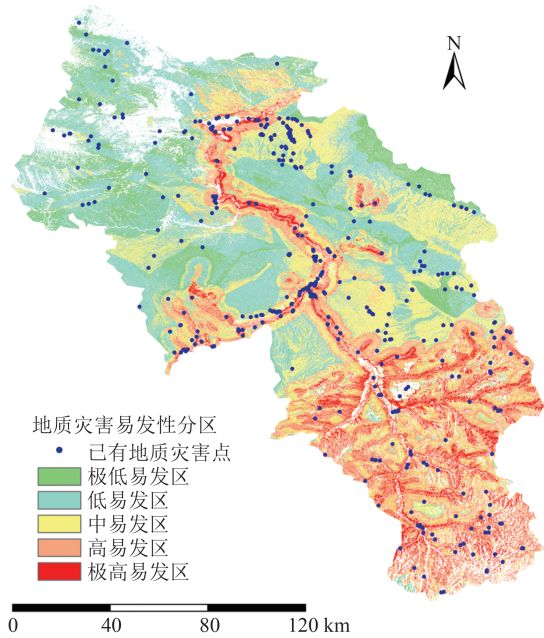 N
地质灾害易发性分区
已有地质灾害点
极低易发区
低易发区
中易发区
高易发区
极高易发区
0 40 80 120 km